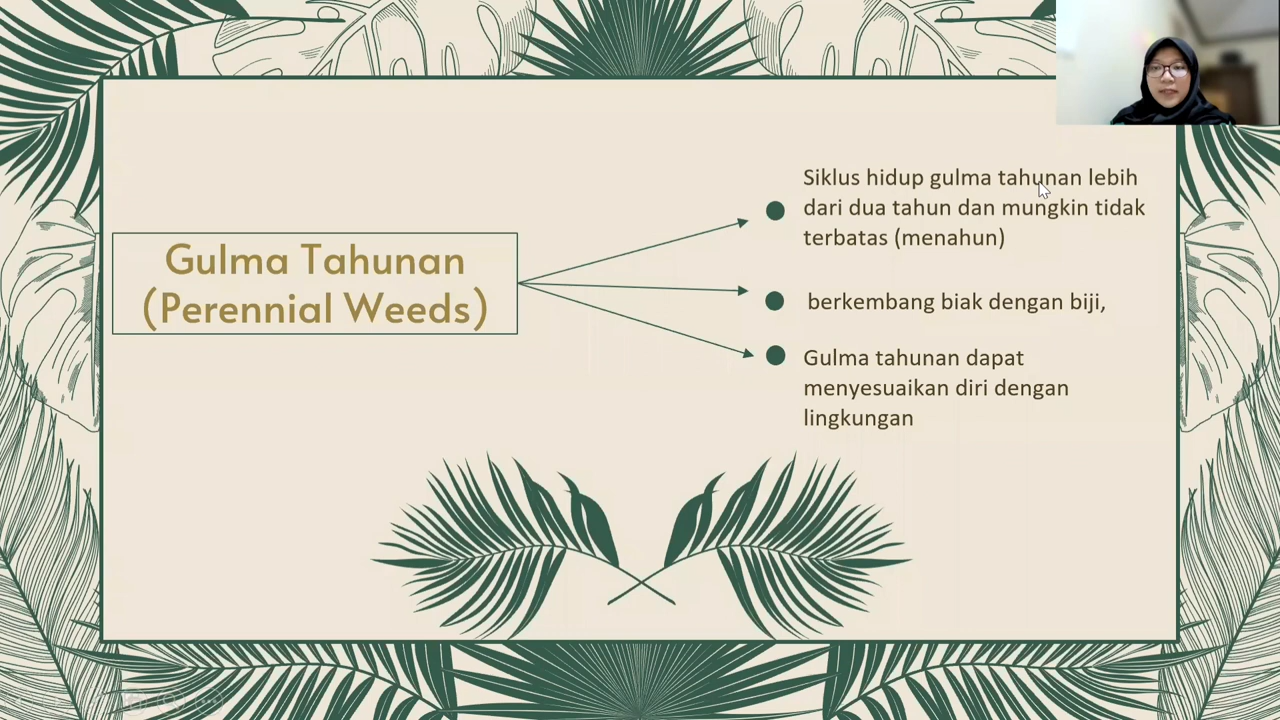 Gulma Tahunan
(Perennial Weeds)
Siklus hidup gulma tahunan lebih
dari dua tahun dan mungkin tidak
terbatas (menahun)
berkembang biak dengan biji,
Gulma tahunan dapat
menyesuaikan diri dengan
lingkungan